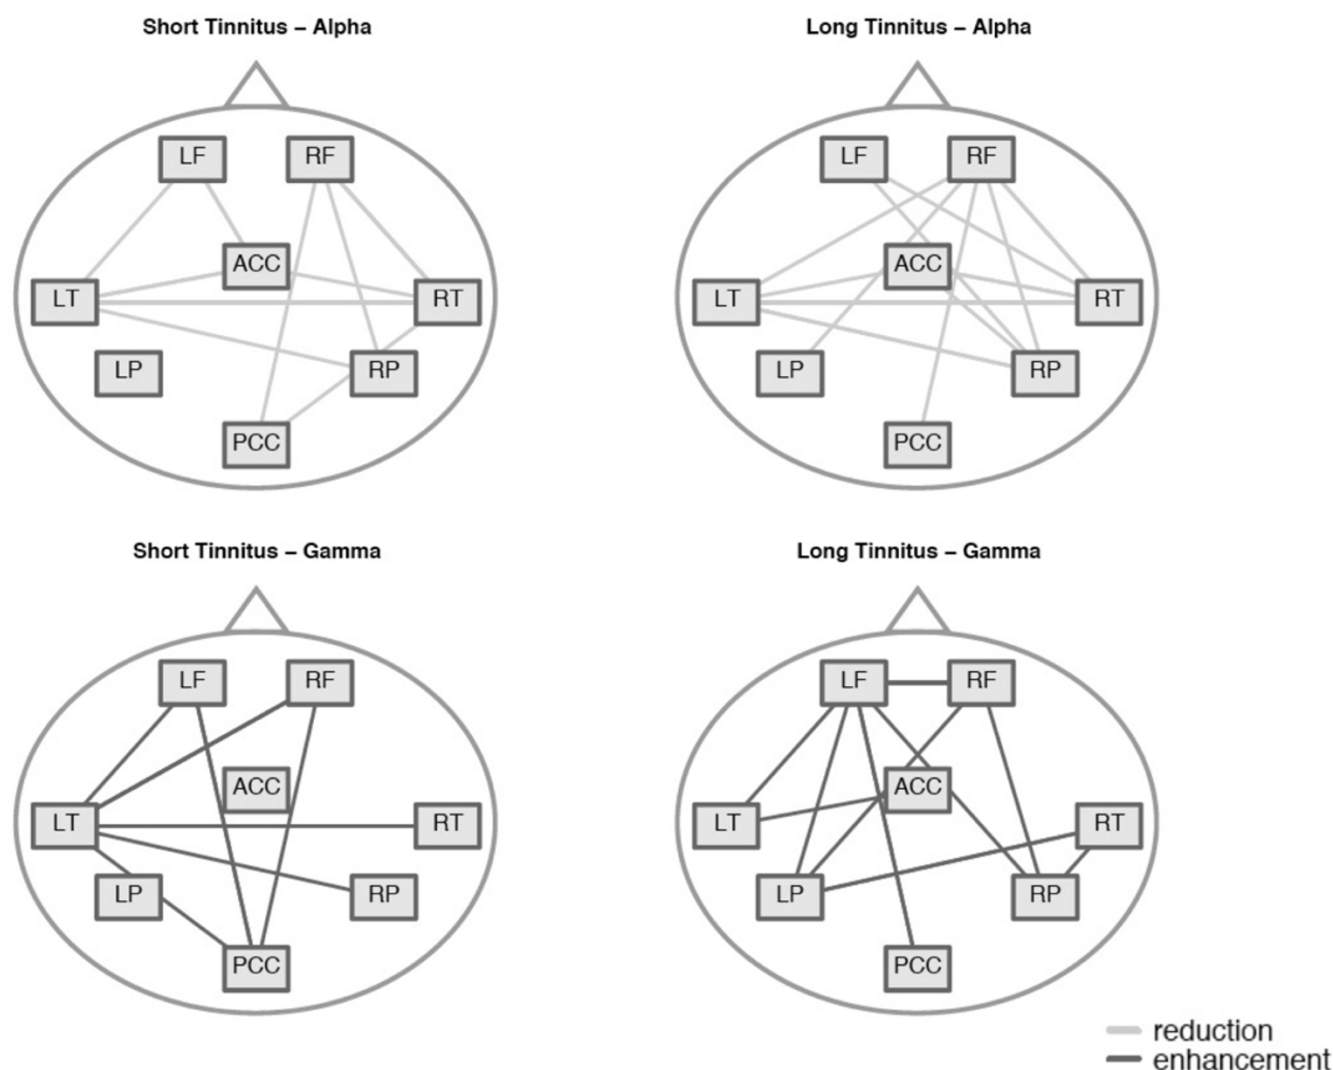 Short Tinnitus – Alpha
LF
RF
ACC
LT
RT
LP
RP
PCC
Long Tinnitus – Alpha
LF
RF
ACC
LT
RT
LP
RP
PCC
Short Tinnitus – Gamma
LF
RF
ACC
LT
RT
LP
RP
PCC
Long Tinnitus – Gamma
LF
RF
ACC
LT
RT
LP
RP
PCC
reduction
enhancement